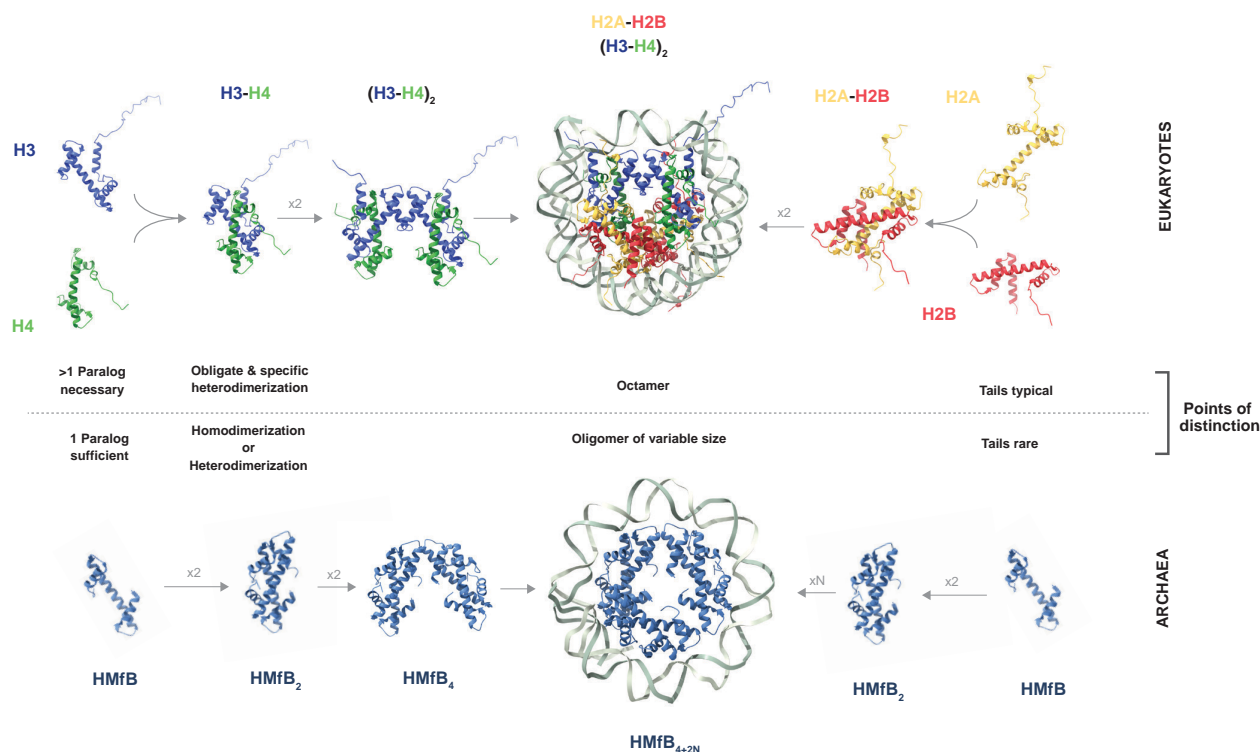 H2A-H2B
(H3-H4)₂
H3-H4
(H3-H4)₂
H2A-H2B
H2A
H3
x2
x2
H4
H2B
EUKARYOTES
>1 Paralog
necessary
Obligate & specific
heterodimerization
Octamer
Tails typical
Points of
distinction
1 Paralog
sufficient
Homodimerization
or
Heterodimerization
Oligomer of variable size
Tails rare
x2
x2
xN
x2
ARCHAEA
HMfB
HMfB₂
HMfB₄
HMfB₂
HMfB
HMfB₄₊₂N